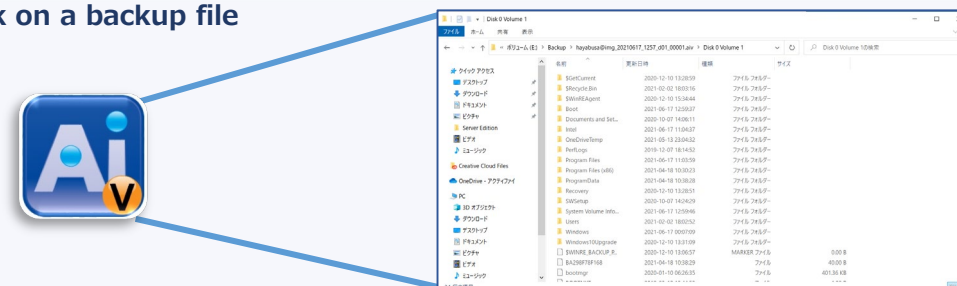 k on a backup file
Ai
V
Disk 0 Volume 1
ファイル ホーム 共有 表示
« ボリューム (E:) › Backup › hayabusa@img_20210617_1257_d01_00001.aiv › Disk 0 Volume 1
Disk 0 Volume 1の検索
名前 更新日時 種類 サイズ
クイック アクセス
デスクトップ
ダウンロード
ドキュメント
ピクチャ
Server Edition
ビデオ
ミュージック
Creative Cloud Files
OneDrive - アクティファイ
PC
3D オブジェクト
ダウンロード
デスクトップ
ドキュメント
ピクチャ
ビデオ
ミュージック
$GetCurrent 2020-12-10 13:28:59 ファイル フォルダー
$Recycle.Bin 2021-02-02 18:03:16 ファイル フォルダー
$WinREAgent 2020-12-10 15:34:44 ファイル フォルダー
Boot 2021-06-17 12:59:37 ファイル フォルダー
Documents and Set... 2020-10-07 14:06:11 ファイル フォルダー
Intel 2021-06-17 11:04:37 ファイル フォルダー
OneDriveTemp 2021-05-13 23:04:32 ファイル フォルダー
PerfLogs 2019-12-07 18:14:52 ファイル フォルダー
Program Files 2021-06-17 11:03:59 ファイル フォルダー
Program Files (x86) 2021-04-18 10:30:23 ファイル フォルダー
ProgramData 2021-04-18 10:38:28 ファイル フォルダー
Recovery 2020-12-10 13:28:51 ファイル フォルダー
SWSetup 2020-10-07 14:24:29 ファイル フォルダー
System Volume Info... 2021-06-17 12:59:46 ファイル フォルダー
Users 2021-02-02 18:02:52 ファイル フォルダー
Windows 2021-06-17 00:07:09 ファイル フォルダー
Windows10Upgrade 2020-12-10 13:31:09 ファイル フォルダー
$WINRE_BACKUP_P... 2020-12-10 13:06:57 MARKER ファイル 0.00 B
BA298F78F168 2021-04-18 10:38:29 ファイル 40.00 B
bootmgr 2020-01-10 06:26:35 ファイル 401.36 KB